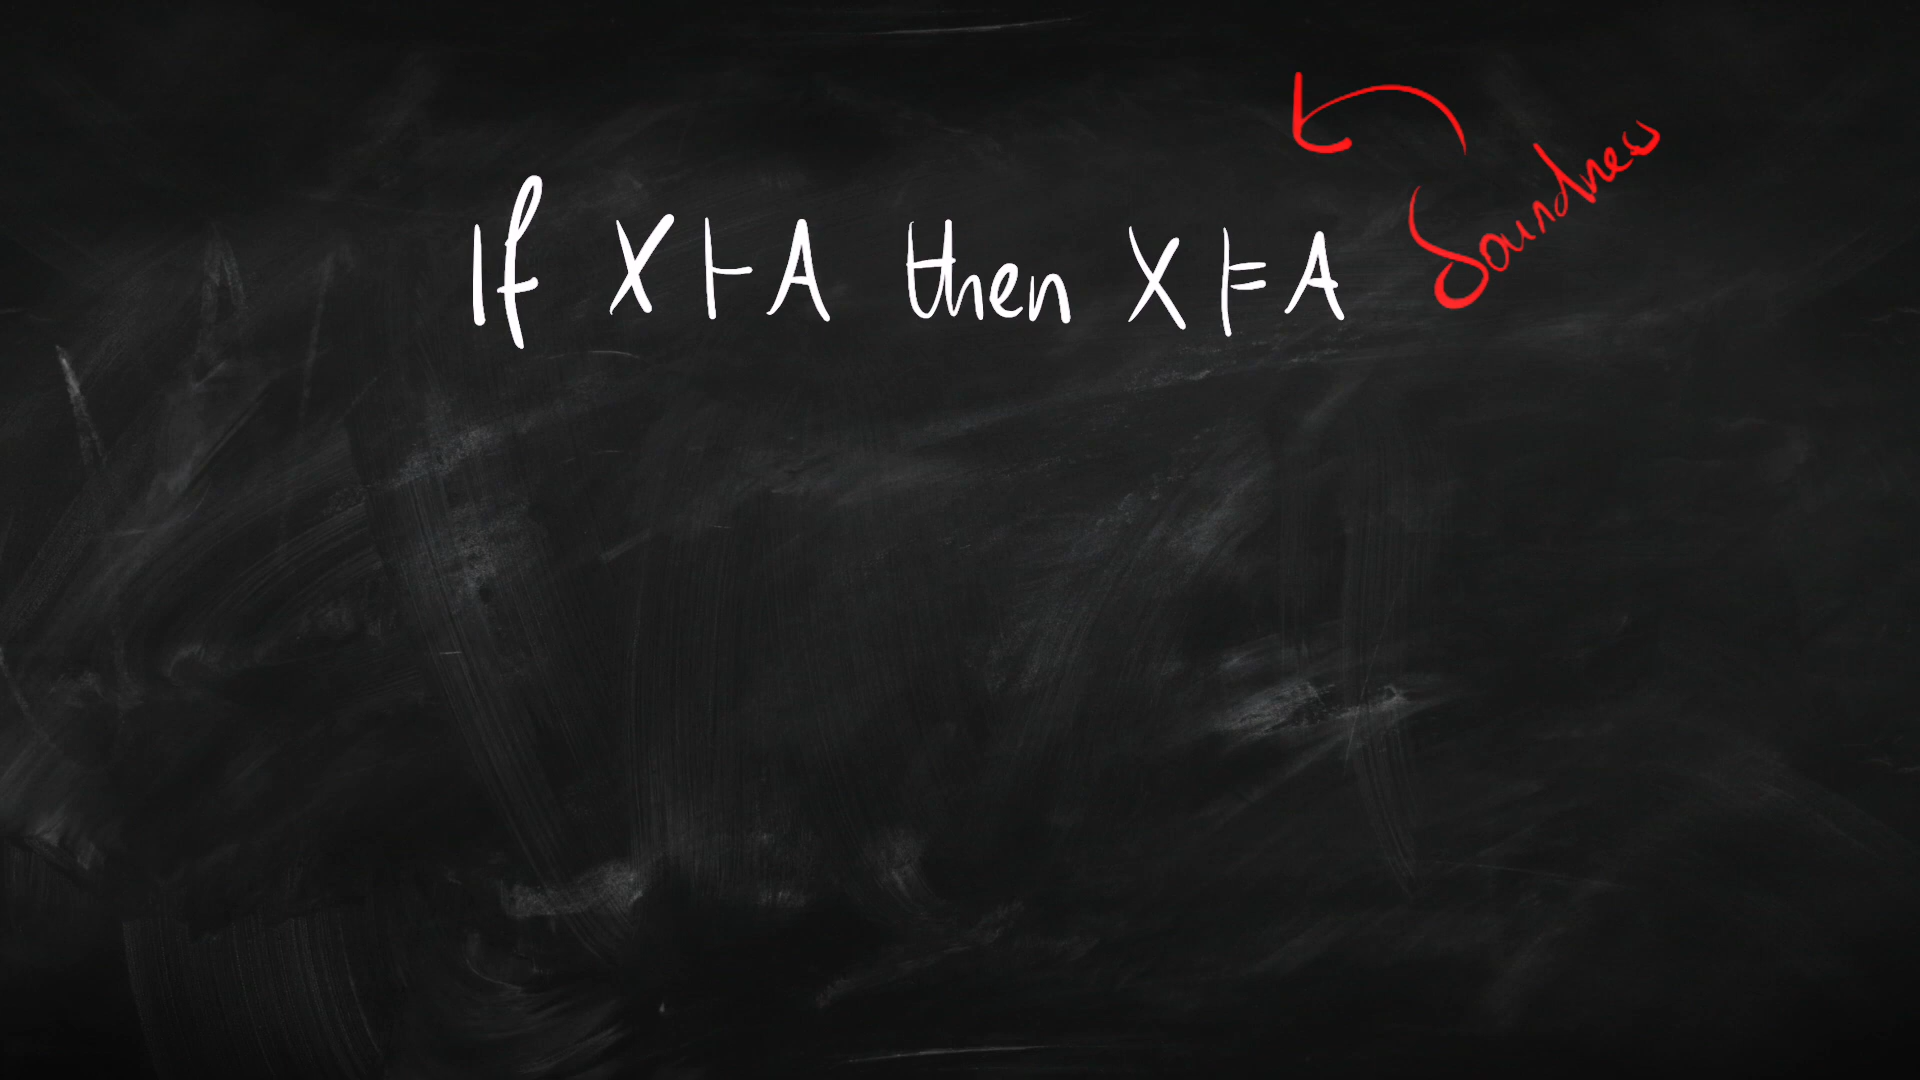 If X ⊢ A then X ⊨ A
Soundness